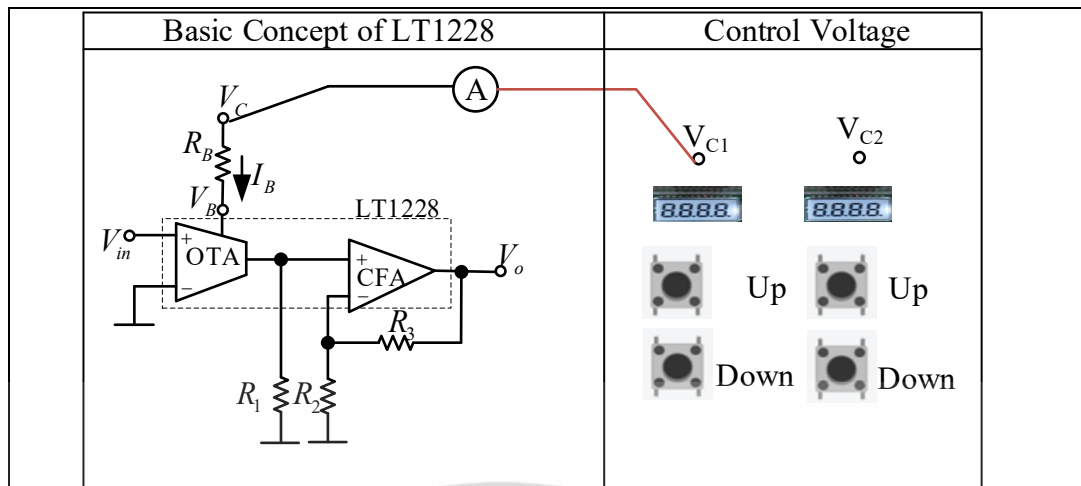 Basic Concept of LT1228
Control Voltage
V_C
A
R_B
I_B
V_B
LT1228
V_in
+
OTA
−
+
CFA
−
V_o
R_3
R_1
R_2
V_C1
V_C2
8.8.8.8.
8.8.8.8.
Up
Up
Down
Down